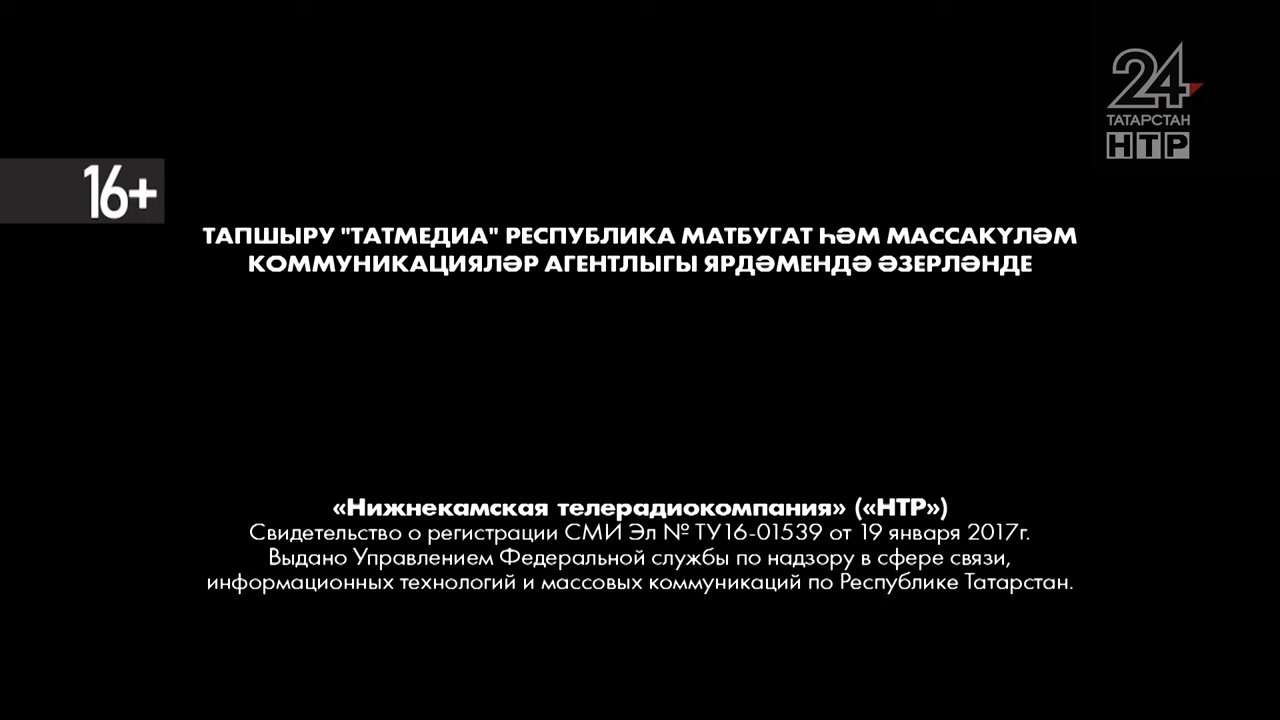 24
ТАТАРСТАН
НТР
16+
ТАПШЫРУ "ТАТМЕДИА" РЕСПУБЛИКА МАТБУГАТ ҺӘМ МАССАКҮЛӘМ
КОММУНИКАЦИЯЛӘР АГЕНТЛЫГЫ ЯРДӘМЕНДӘ ӘЗЕРЛӘНДЕ
«Нижнекамская телерадиокомпания» («НТР»)
Свидетельство о регистрации СМИ Эл № ТУ16-01539 от 19 января 2017г.
Выдано Управлением Федеральной службы по надзору в сфере связи,
информационных технологий и массовых коммуникаций по Республике Татарстан.